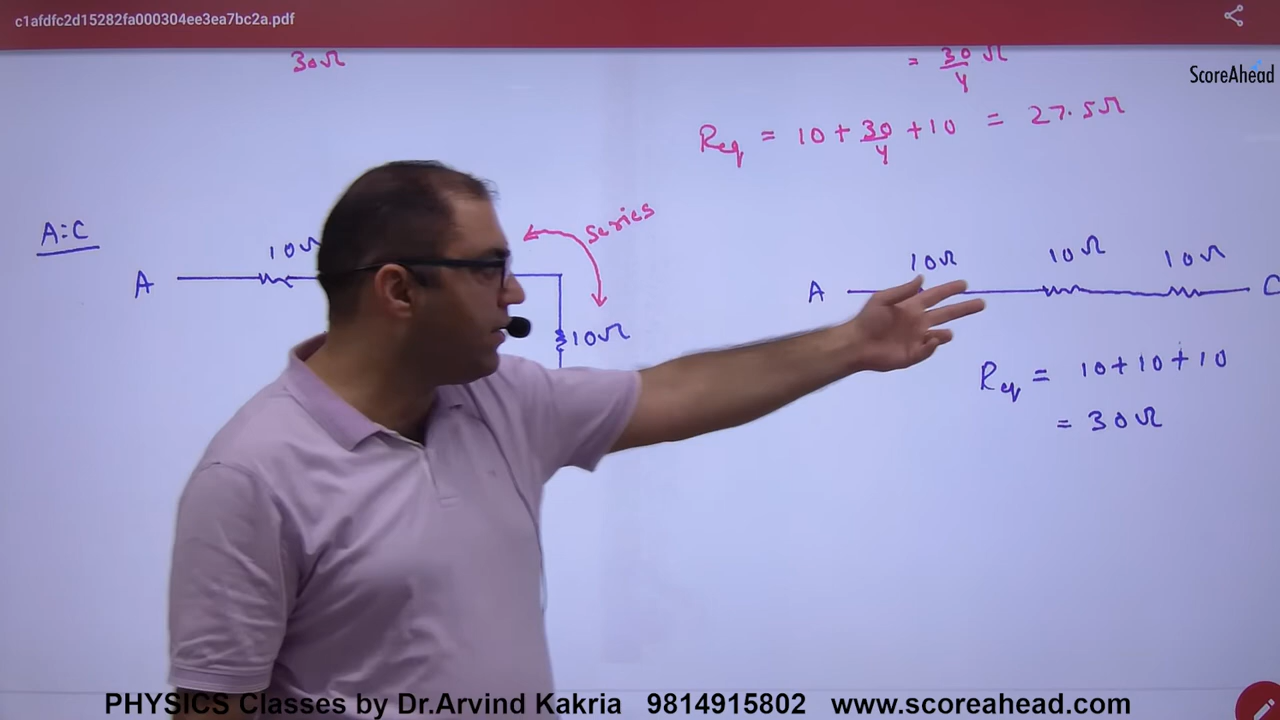 c1afdfc2d15282fa000304ee3ea7bc2a.pdf
ScoreAhead
30Ω
= 30/4 Ω
Req = 10 + 30/4 + 10 = 27.5Ω
A:C
A
10Ω
series
10Ω
A 10Ω 10Ω 10Ω C
Req = 10+10+10
= 30Ω
PHYSICS Classes by Dr.Arvind Kakria 9814915802 www.scoreahead.com